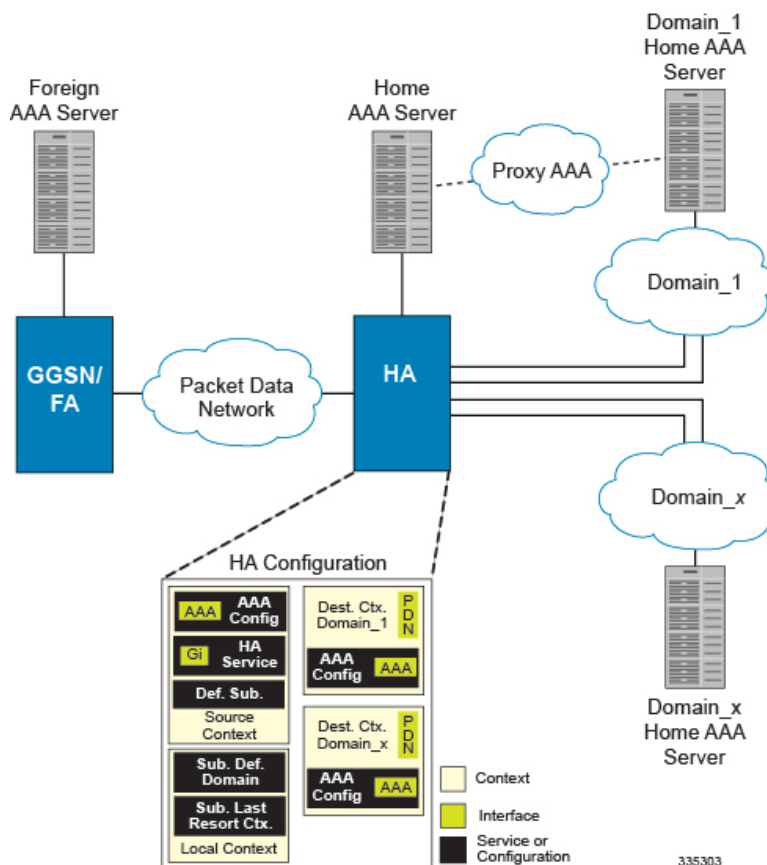 Domain_1
Home AAA
Server
Foreign
AAA Server
Home
AAA Server
Proxy AAA
Domain_1
GGSN/
FA
Packet Data
Network
HA
Domain_x
HA Configuration
AAA
AAA
Config
Gi
HA
Service
Def. Sub.
Source
Context
Sub. Def.
Domain
Sub. Last
Resort Ctx.
Local Context
Dest. Ctx.
Domain_1
PDN
AAA
Config
AAA
Dest. Ctx.
Domain_x
PDN
AAA
Config
AAA
Domain_x
Home AAA
Server
Context
Interface
Service or
Configuration
335303